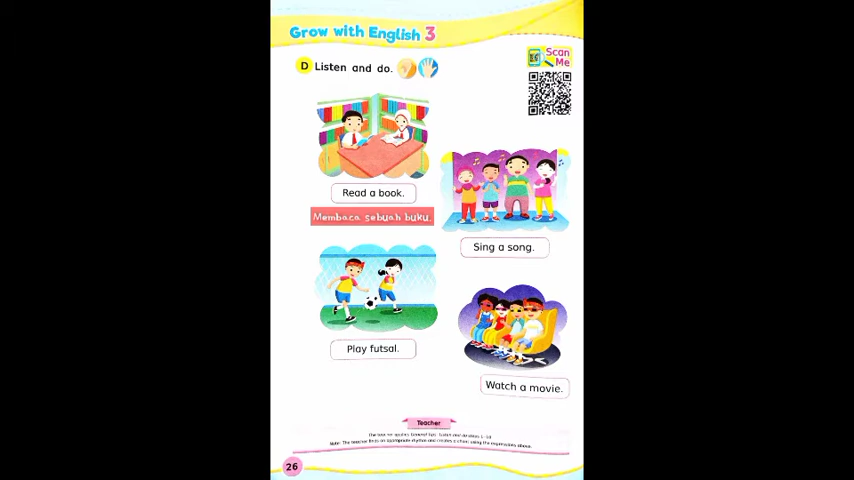 Grow with English 3
Scan
Me
D Listen and do.
Read a book.
Membaca sebuah buku.
Sing a song.
Play futsal.
Watch a movie.
Teacher
26